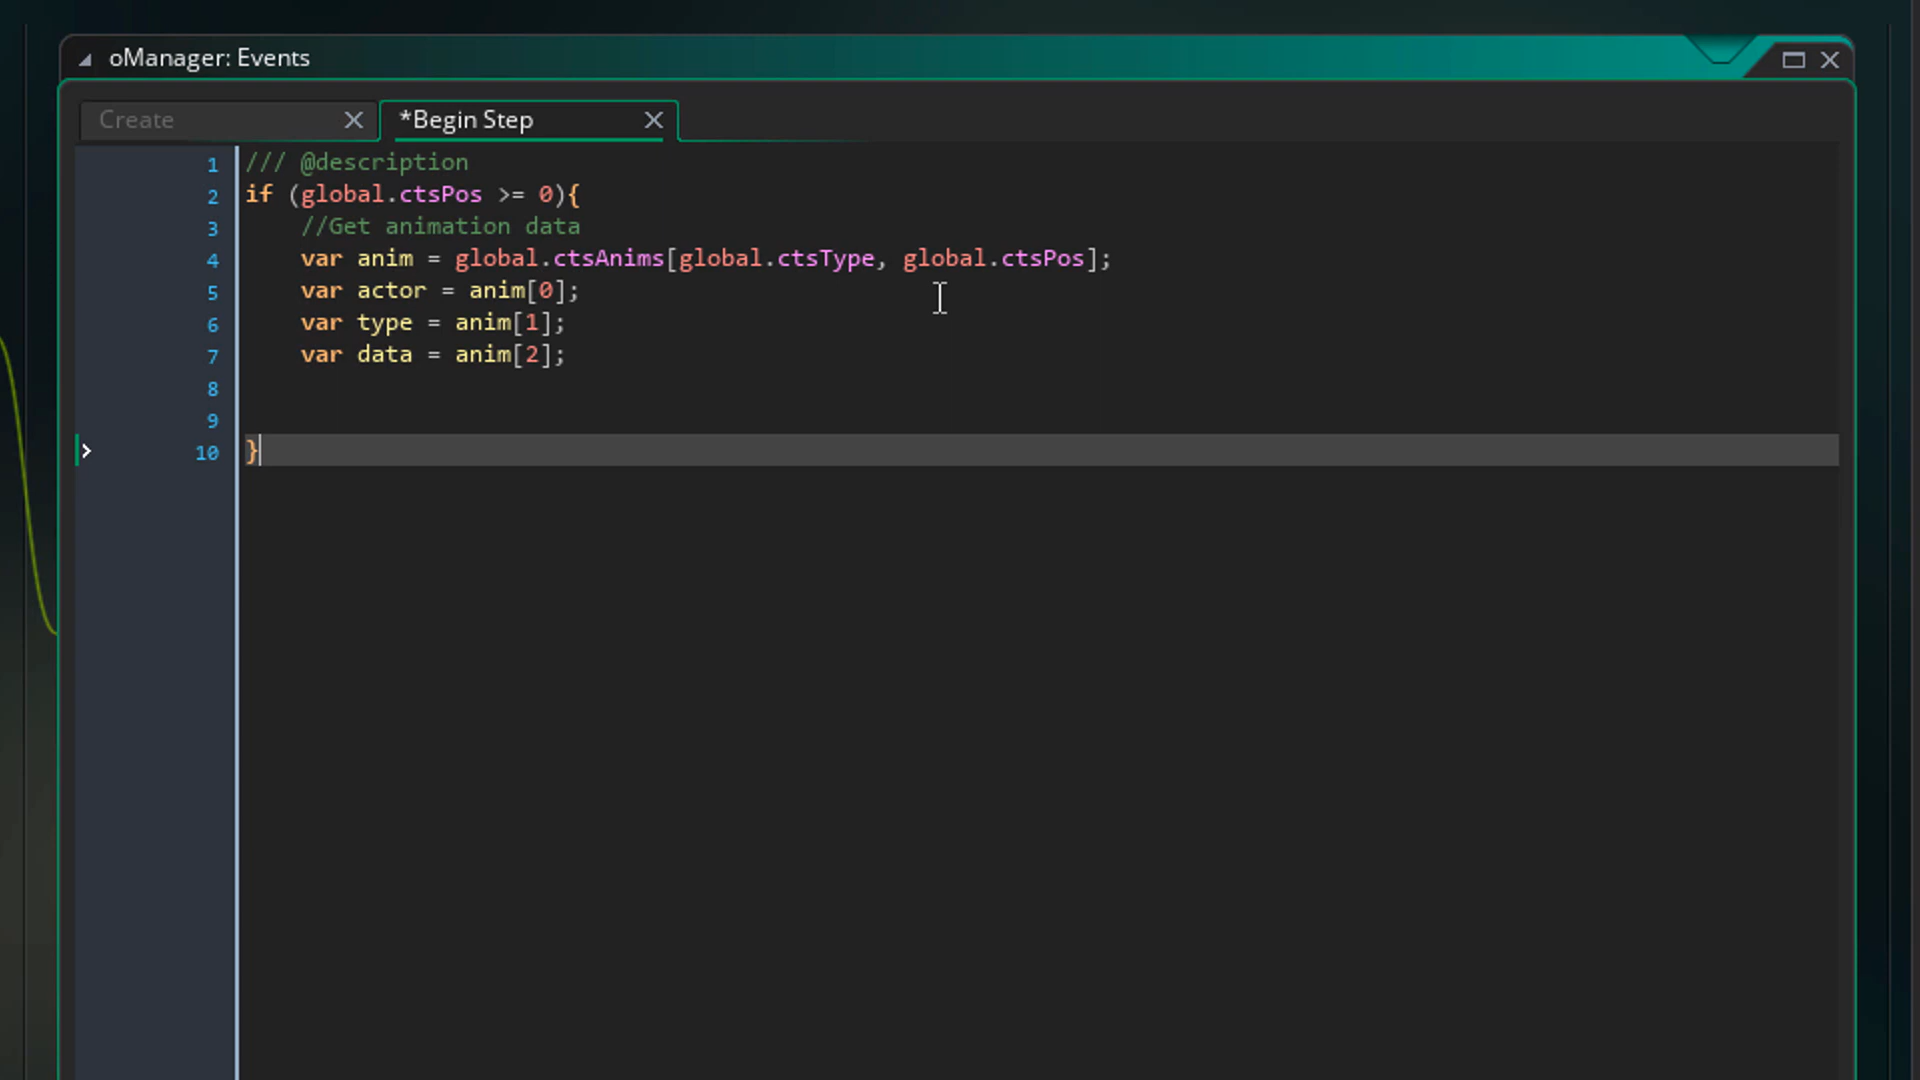 oManager: Events
Create
*Begin Step
1 /// @description
2 if (global.ctsPos >= 0){
3 //Get animation data
4 var anim = global.ctsAnims[global.ctsType, global.ctsPos];
5 var actor = anim[0];
6 var type = anim[1];
7 var data = anim[2];
8
9
10 }